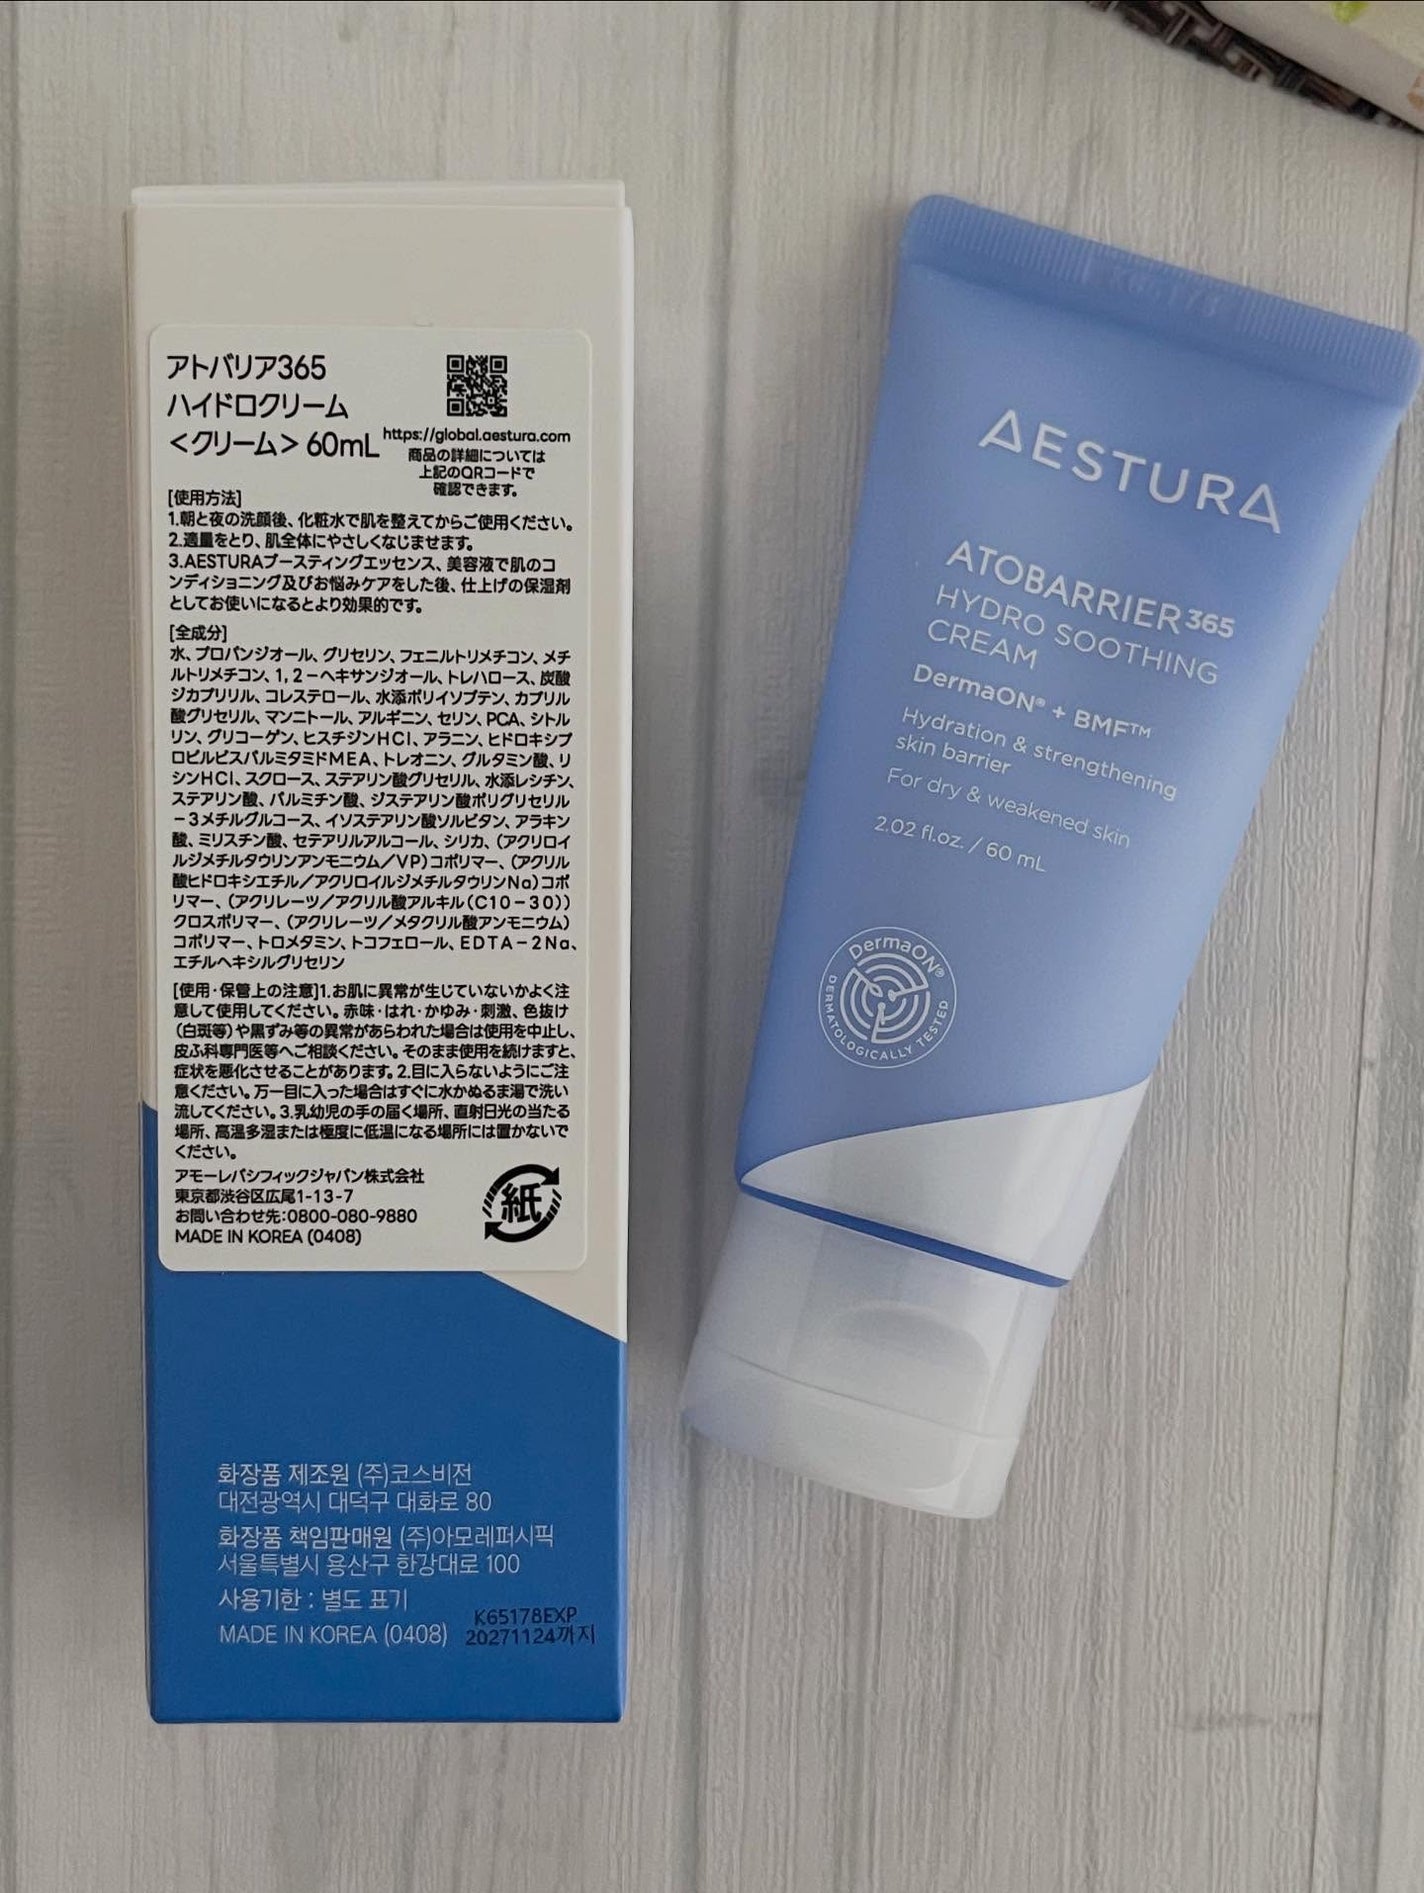 アトバリア365
ハイドロクリーム
<クリーム> 60mL
https://global.aestura.com
商品の詳細については
上記のQRコードで
確認できます。
[使用方法]
1.朝と夜の洗顔後、化粧水で肌を整えてからご使用ください。
2.適量をとり、肌全体にやさしくなじませます。
3.AESTURAブースティングエッセンス、美容液で肌のコ
ンディショニング及びお悩みケアをした後、仕上げの保湿剤
としてお使いになるとより効果的です。
[全成分]
水、プロパンジオール、グリセリン、フェニルトリメチコン、メチ
ルトリメチコン、1,2-ヘキサンジオール、トレハロース、炭酸
ジカプリリル、コレステロール、水添ポリイソブテン、カプリル
酸グリセリル、マンニトール、アルギニン、セリン、PCA、シトル
リン、グリコーゲン、ヒスチジンHCl、アラニン、ヒドロキシプ
ロピルビスパルミタミドMEA、トレオニン、グルタミン酸、リ
シンHCl、スクロース、ステアリン酸グリセリル、水添レシチン、
ステアリン酸、パルミチン酸、ジステアリン酸ポリグリセリル
-3メチルグルコース、イソステアリン酸ソルビタン、アラキン
酸、ミリスチン酸、セテアリルアルコール、シリカ、(アクリロイ
ルジメチルタウリンアンモニウム/VP)コポリマー、(アクリル
酸ヒドロキシエチル/アクリロイルジメチルタウリンNa)コポ
リマー、(アクリレーツ/アクリル酸アルキル(C10-30))
クロスポリマー、(アクリレーツ/メタクリル酸アンモニウム)
コポリマー、トロメタミン、トコフェロール、EDTA-2Na、
エチルヘキシルグリセリン
[使用・保管上の注意]1.お肌に異常が生じていないかよく注
意して使用してください。赤味・はれ・かゆみ・刺激、色抜け
(白斑等)や黒ずみ等の異常があらわれた場合は使用を中止し、
皮ふ科専門医等へご相談ください。そのまま使用を続けますと、
症状を悪化させることがあります。2.目に入らないようにご注
意ください。万一目に入った場合はすぐに水かぬるま湯で洗い
流してください。3.乳幼児の手の届く場所、直射日光の当たる
場所、高温多湿または極度に低温になる場所には置かないで
ください。
アモーレパシフィックジャパン株式会社
東京都渋谷区広尾1-13-7
お問い合わせ先:0800-080-9880
MADE IN KOREA (0408)
紙
화장품 제조원 (주)코스비전
대전광역시 대덕구 대화로 80
화장품 책임판매원 (주)아모레퍼시픽
서울특별시 용산구 한강대로 100
사용기한 : 별도 표기
MADE IN KOREA (0408)
K65178EXP
20271124까지
AESTURA
ATOBARRIER365
HYDRO SOOTHING
CREAM
DermaON® + BMF™
Hydration & strengthening
skin barrier
For dry & weakened skin
2.02 fl.oz. / 60 mL
DermaON®
DERMATOLOGICALLY TESTED